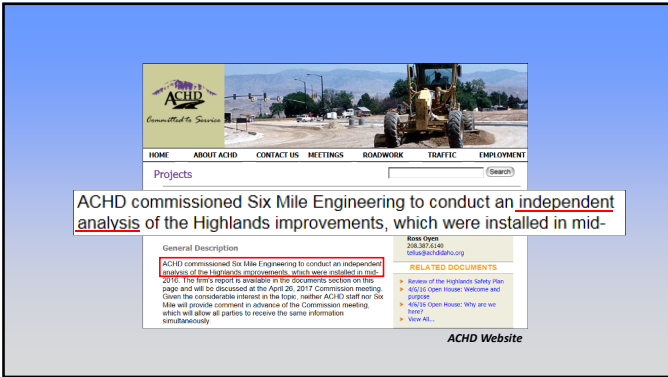 ACHD
Committed to Service
HOME ABOUT ACHD CONTACT US MEETINGS ROADWORK TRAFFIC EMPLOYMENT
Projects
Search
ACHD commissioned Six Mile Engineering to conduct an independent
analysis of the Highlands improvements, which were installed in mid-
General Description
ACHD commissioned Six Mile Engineering to conduct an independent
analysis of the Highlands improvements, which were installed in mid-
2016. The firm's report is available in the documents section on this
page and will be discussed at the April 26, 2017 Commission meeting.
Given the considerable interest in the topic, neither ACHD staff nor Six
Mile will provide comment in advance of the Commission meeting,
which will allow all parties to receive the same information
simultaneously.
Ross Oyen
208.387.6140
tellus@achdidaho.org
RELATED DOCUMENTS
Review of the Highlands Safety Plan
4/6/16 Open House: Welcome and
purpose
4/6/16 Open House: Why are we
here?
View All...
ACHD Website